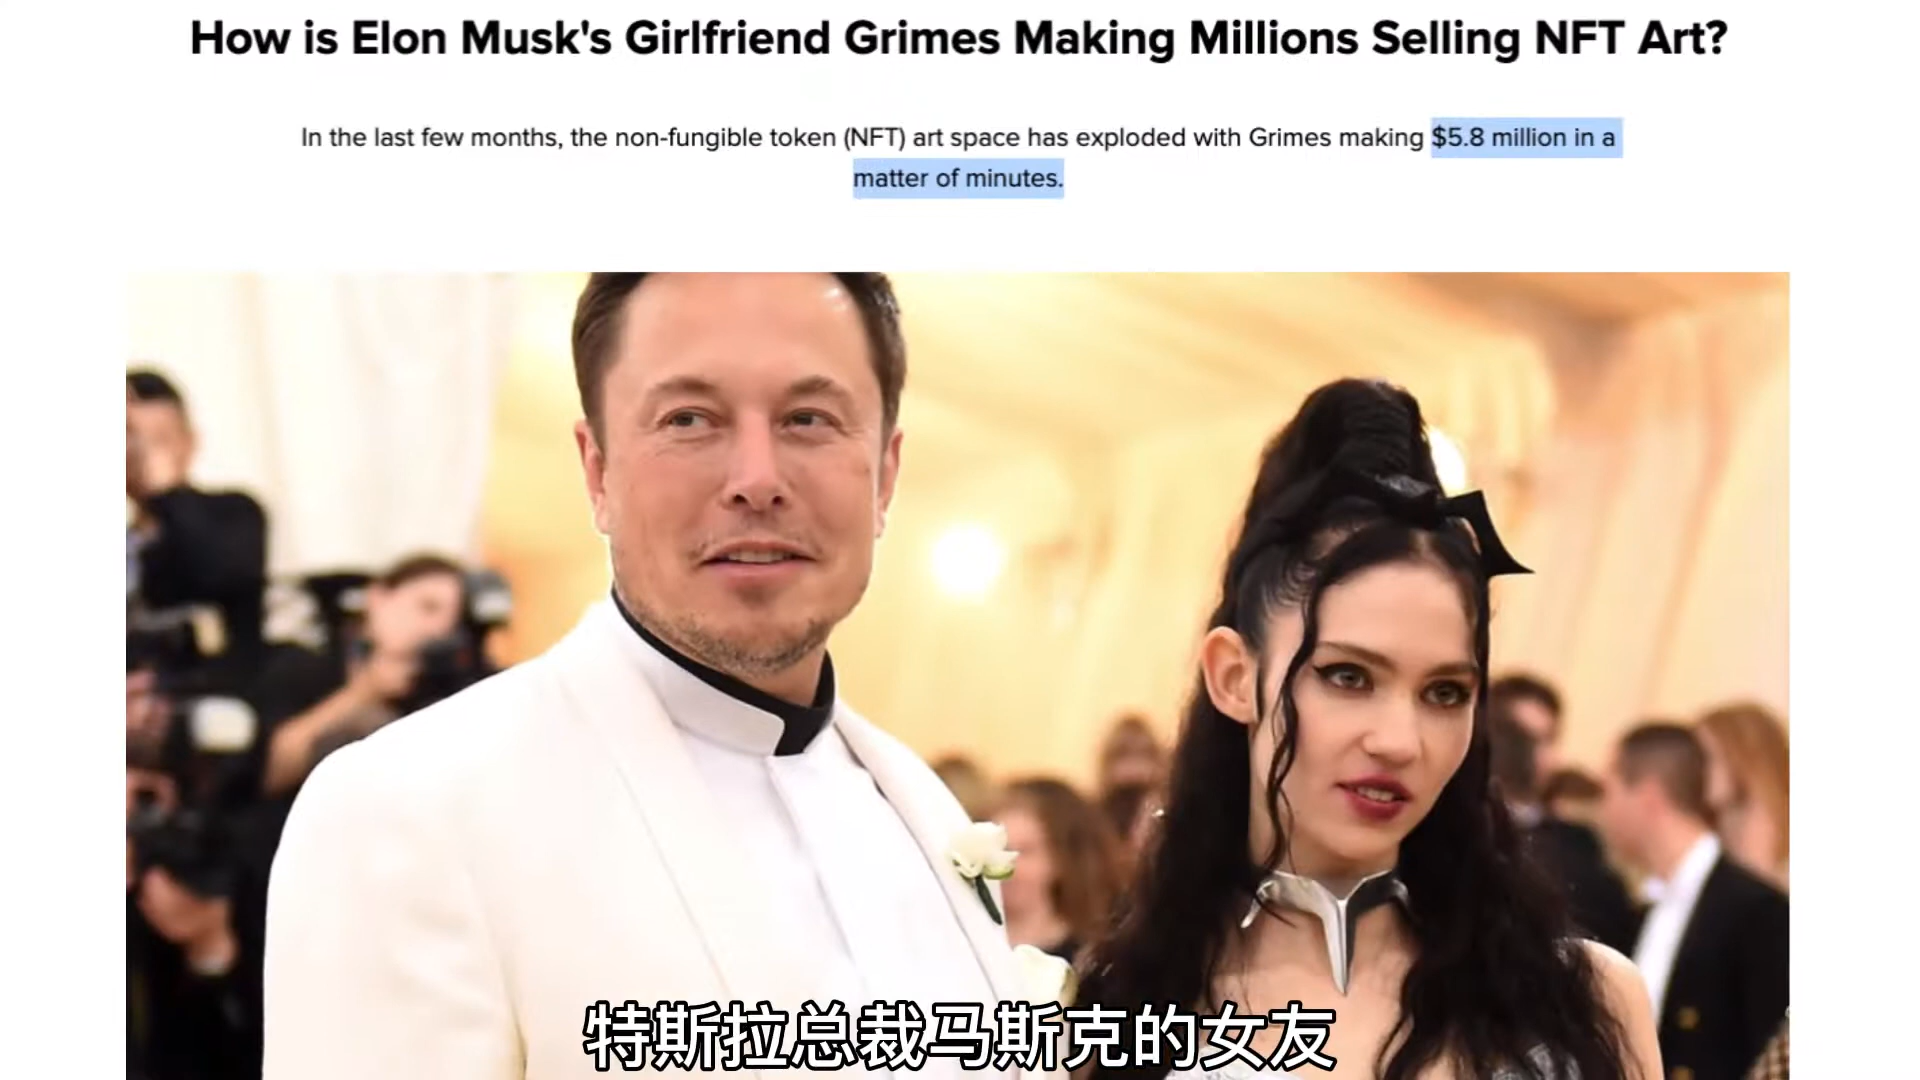 How is Elon Musk's Girlfriend Grimes Making Millions Selling NFT Art?
In the last few months, the non-fungible token (NFT) art space has exploded with Grimes making $5.8 million in a
matter of minutes.
特斯拉总裁马斯克的女友